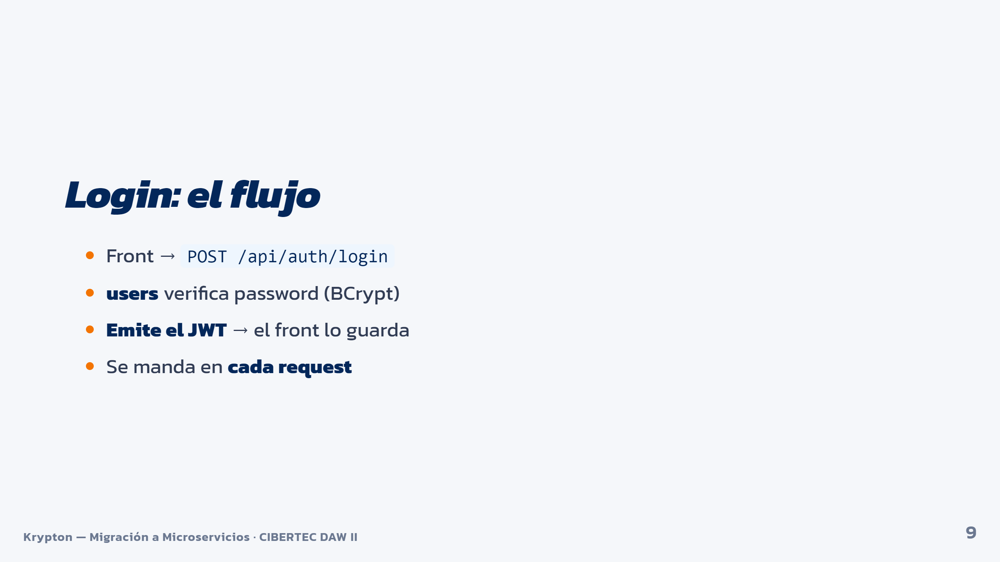 Login: el flujo
Front → POST /api/auth/login
users verifica password (BCrypt)
Emite el JWT → el front lo guarda
Se manda en cada request
Krypton — Migración a Microservicios · CIBERTEC DAW II
9